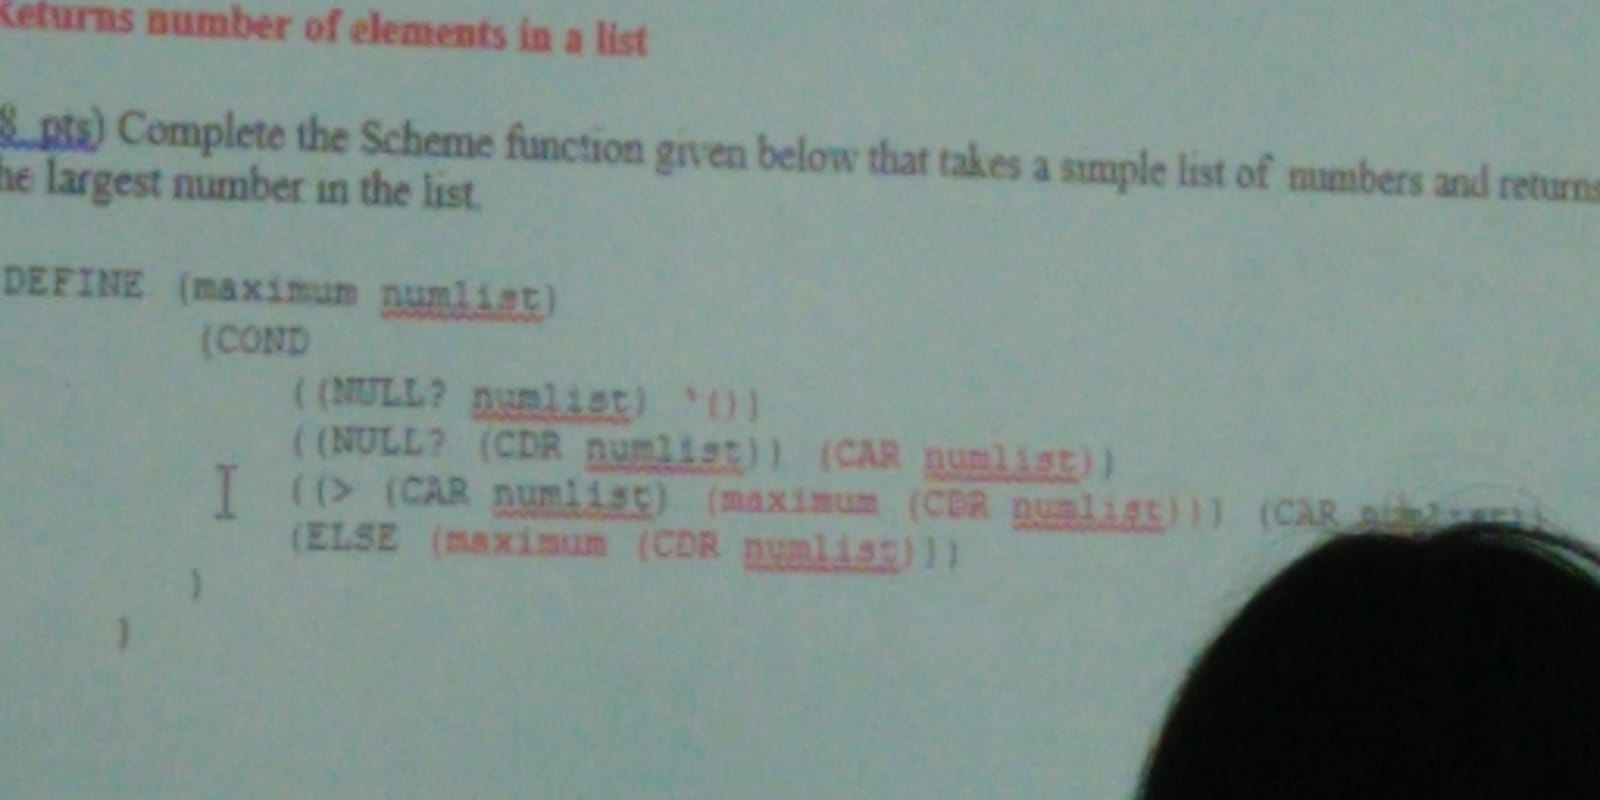 Returns number of elements in a list
8 pts) Complete the Scheme function given below that takes a simple list of numbers and returns
he largest number in the list.
DEFINE (maximum numlist)
(COND
((NULL? numlist) `())
((NULL? (CDR numlist)) (CAR numlist))
((> (CAR numlist) (maximum (CDR numlist))) (CAR numlist))
(ELSE (maximum (CDR numlist)))
)
)